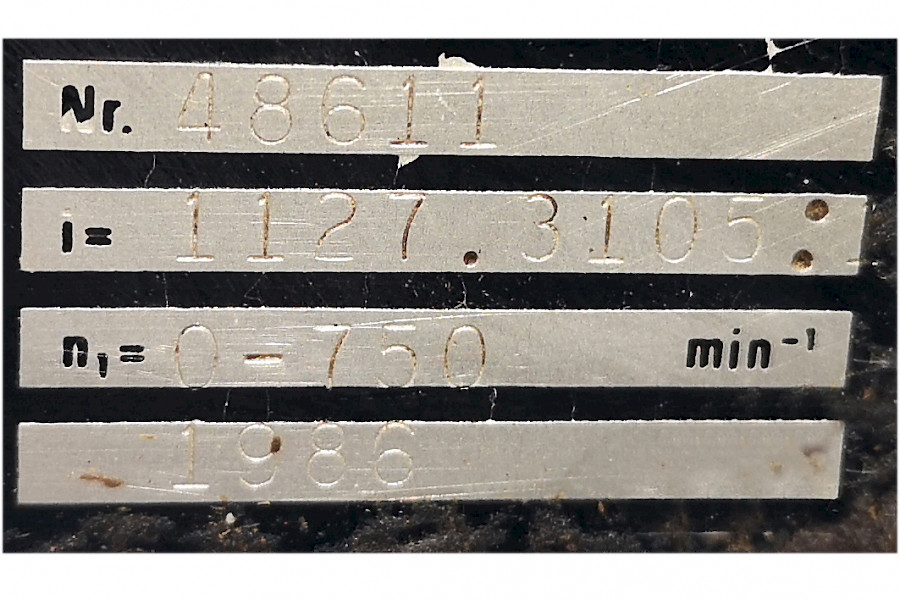 Nr. 48611
i= 1127.3105:
n₁= 0-750 min⁻¹
1986